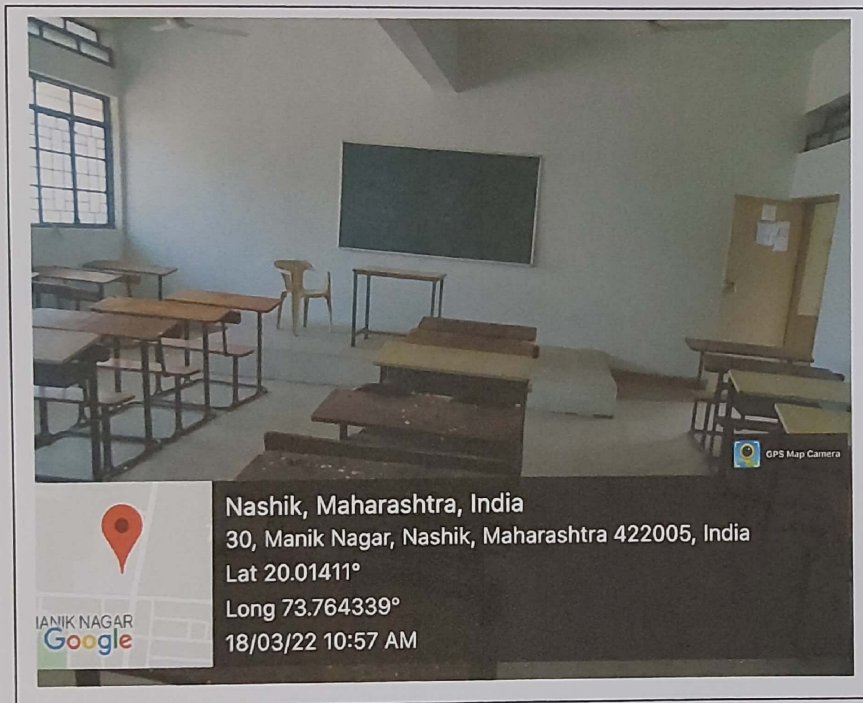 GPS Map Camera
Nashik, Maharashtra, India
30, Manik Nagar, Nashik, Maharashtra 422005, India
Lat 20.01411°
Long 73.764339°
18/03/22 10:57 AM
IANIK NAGAR
Google